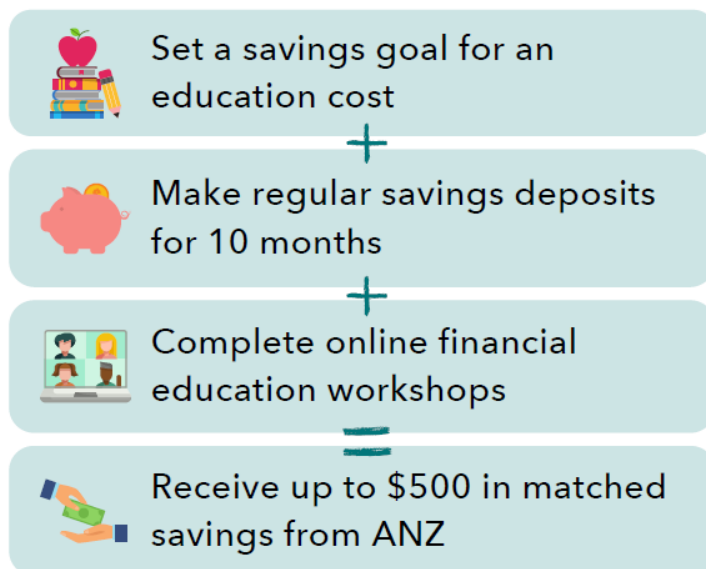 Set a savings goal for an
education cost
+
Make regular savings deposits
for 10 months
+
Complete online financial
education workshops
=
Receive up to $500 in matched
savings from ANZ